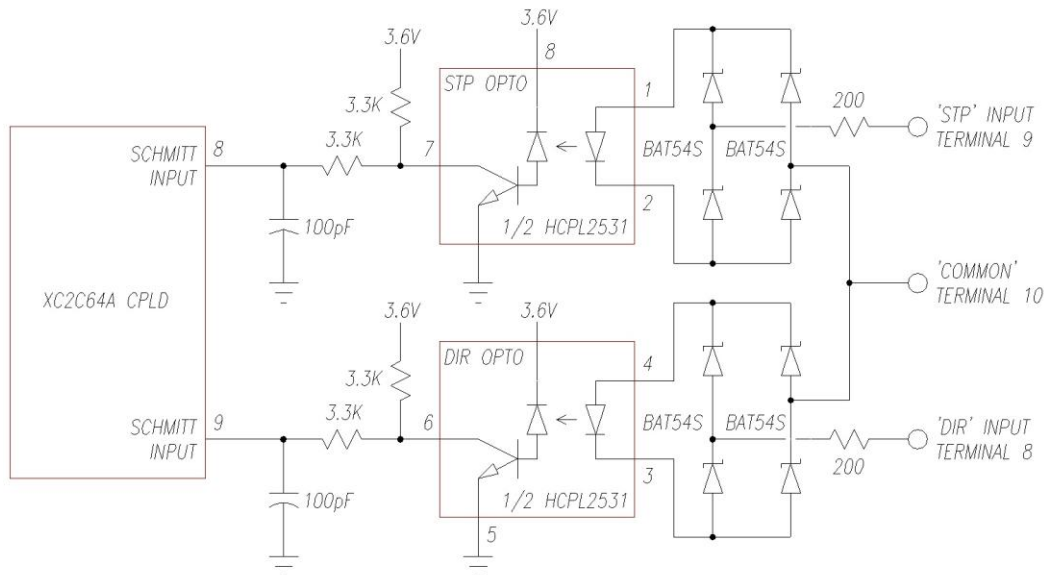 3.6V
8
STP OPTO
1
3.6V
3.3K
3.3K
7
SCHMITT
INPUT
8
100pF
1/2 HCPL2531
2
BAT54S
BAT54S
200
'STP' INPUT
TERMINAL 9
XC2C64A CPLD
'COMMON'
TERMINAL 10
3.6V
3.6V
DIR OPTO
4
3.3K
3.3K
6
SCHMITT
INPUT
9
100pF
1/2 HCPL2531
3
5
BAT54S
BAT54S
200
'DIR' INPUT
TERMINAL 8